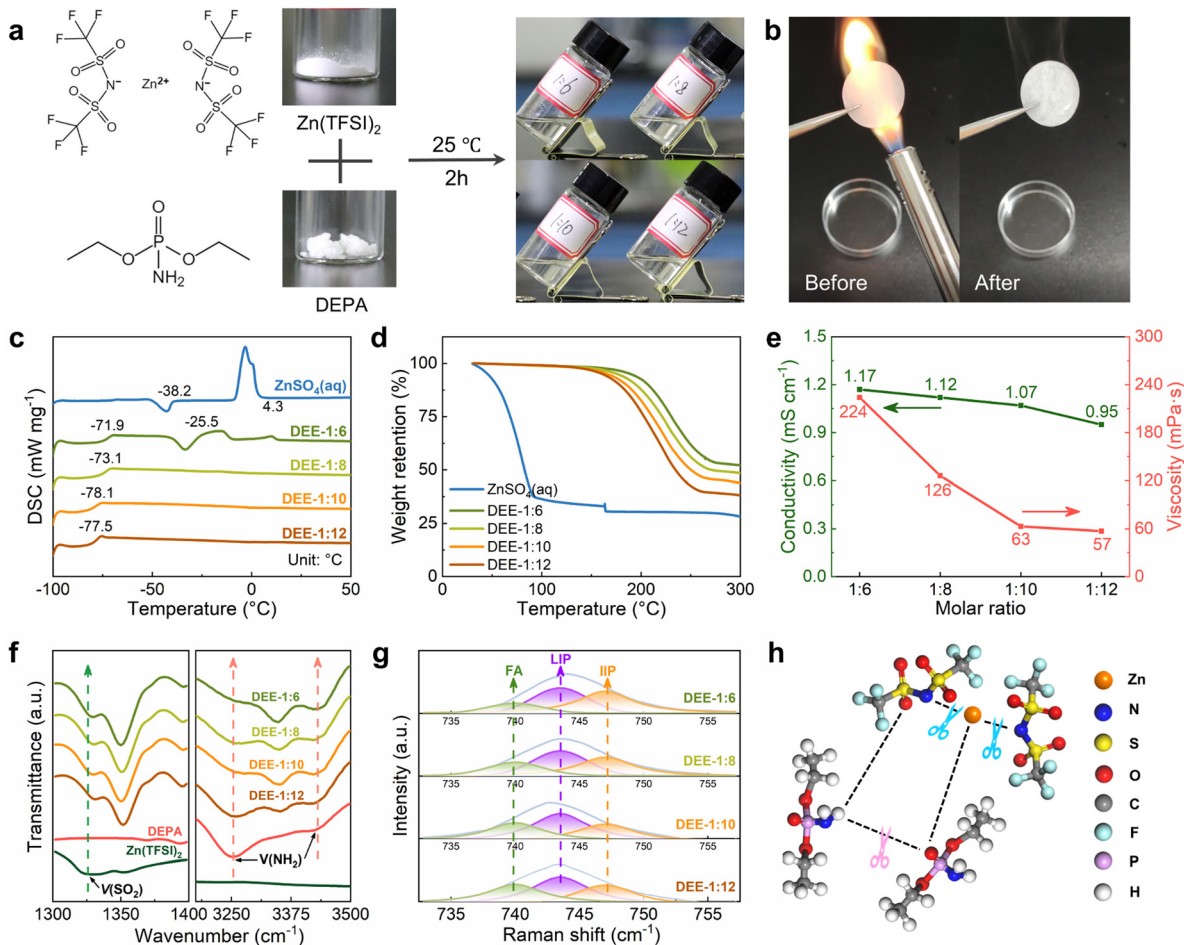 a
F
F
F
O
S
O
N⁻
O
S
O
F
F
F
Zn²⁺
F
F
F
O
S
O
N⁻
O
S
O
F
F
F
Zn(TFSI)₂
O
P
O
O
NH₂
DEPA
25 ℃
2h
1:6
1:8
1:10
1:12
b
Before
After
c
DSC (mW mg⁻¹)
-38.2
ZnSO₄(aq)
4.3
-71.9
-25.5
DEE-1:6
-73.1
DEE-1:8
-78.1
DEE-1:10
-77.5
DEE-1:12
Unit: °C
-100
-50
0
50
Temperature (°C)
d
Weight retention (%)
100
75
50
25
0
ZnSO₄(aq)
DEE-1:6
DEE-1:8
DEE-1:10
DEE-1:12
0
100
200
300
Temperature (°C)
e
Conductivity (mS cm⁻¹)
1.5
1.2
0.9
0.6
0.3
0.0
1.17
1.12
1.07
0.95
224
126
63
57
300
240
180
120
60
0
Viscosity (mPa·s)
1:6
1:8
1:10
1:12
Molar ratio
f
Transmittance (a.u.)
DEE-1:6
DEE-1:8
DEE-1:10
DEE-1:12
DEPA
Zn(TFSI)₂
V(SO₂)
V(NH₂)
1300
1350
1400
3250
3375
3500
Wavenumber (cm⁻¹)
g
Intensity (a.u.)
FA
LIP
IIP
DEE-1:6
735
740
745
750
755
DEE-1:8
735
740
745
750
755
DEE-1:10
735
740
745
750
755
DEE-1:12
735
740
745
750
755
Raman shift (cm⁻¹)
h
Zn
N
S
O
C
F
P
H